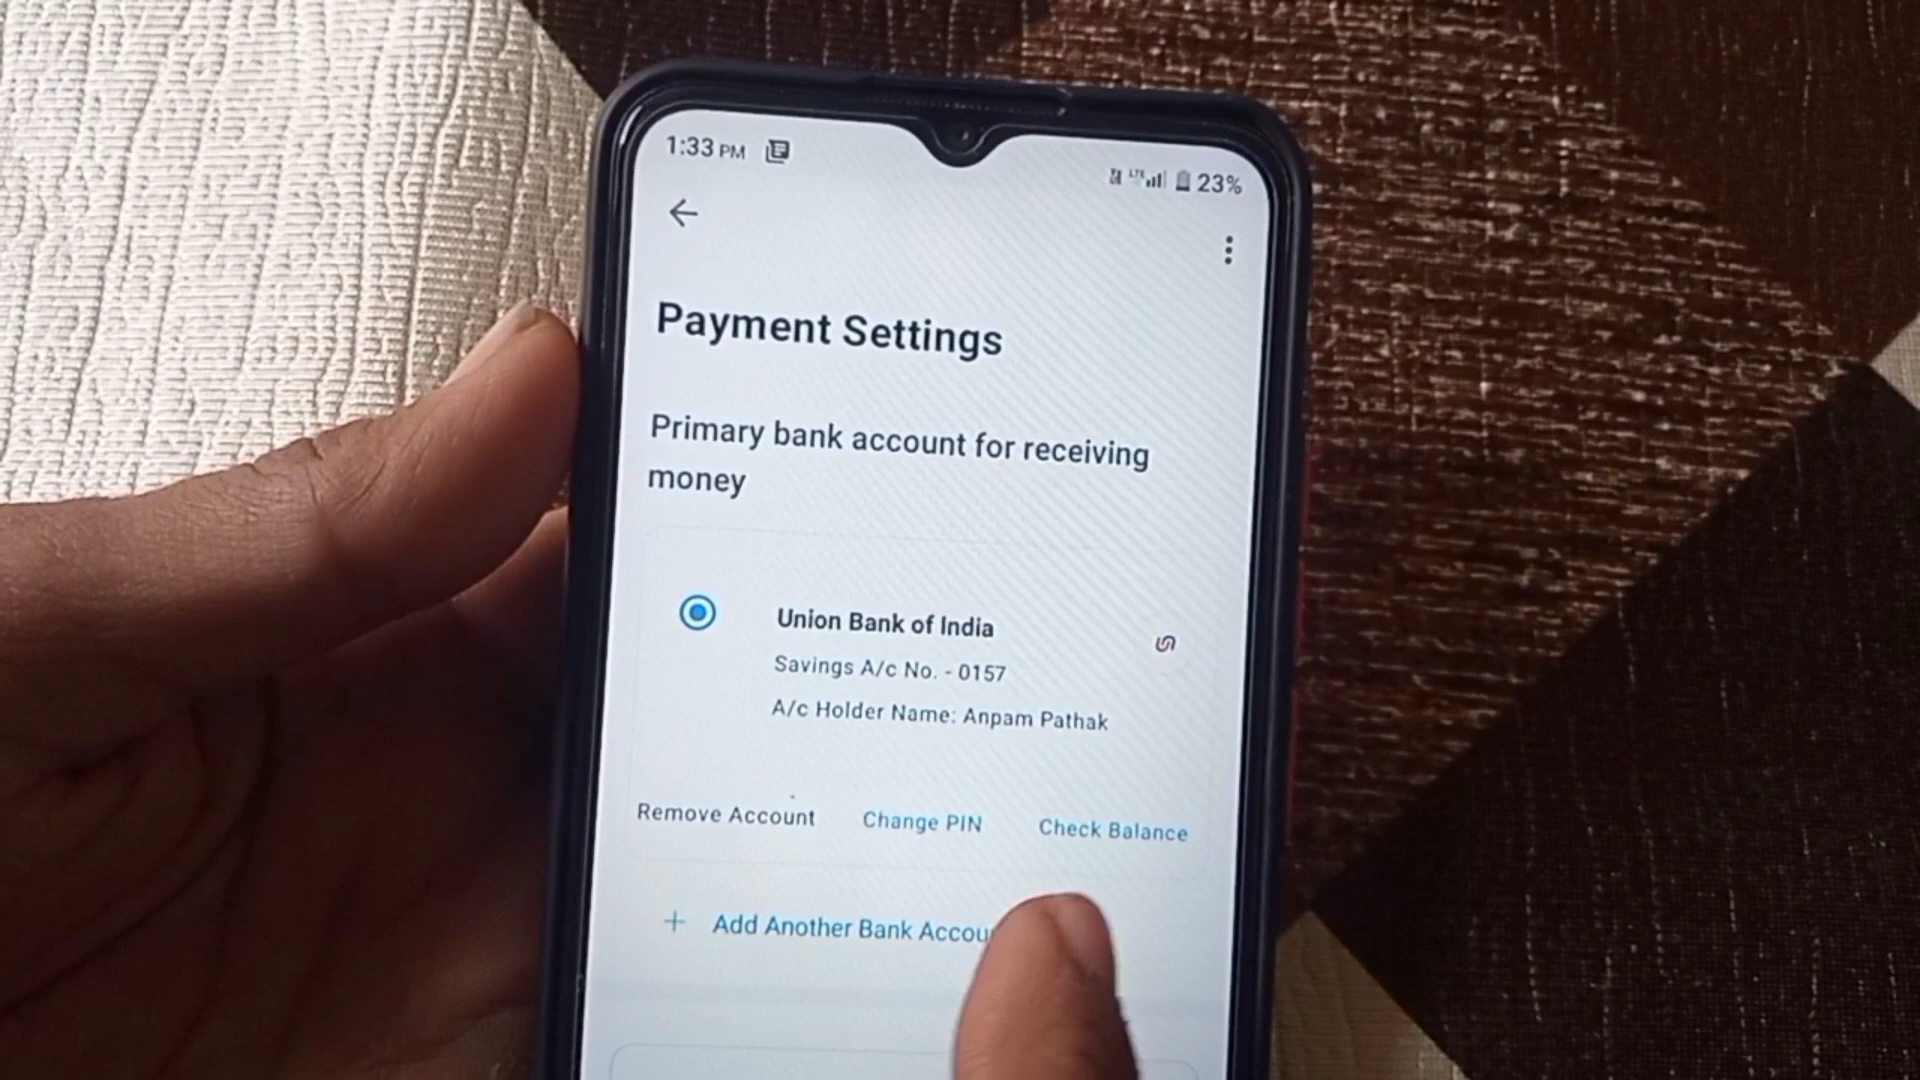 1:33 PM
LTE 23%
Payment Settings
Primary bank account for receiving
money
Union Bank of India
Savings A/c No. - 0157
A/c Holder Name: Anpam Pathak
Remove Account Change PIN Check Balance
+ Add Another Bank Accou